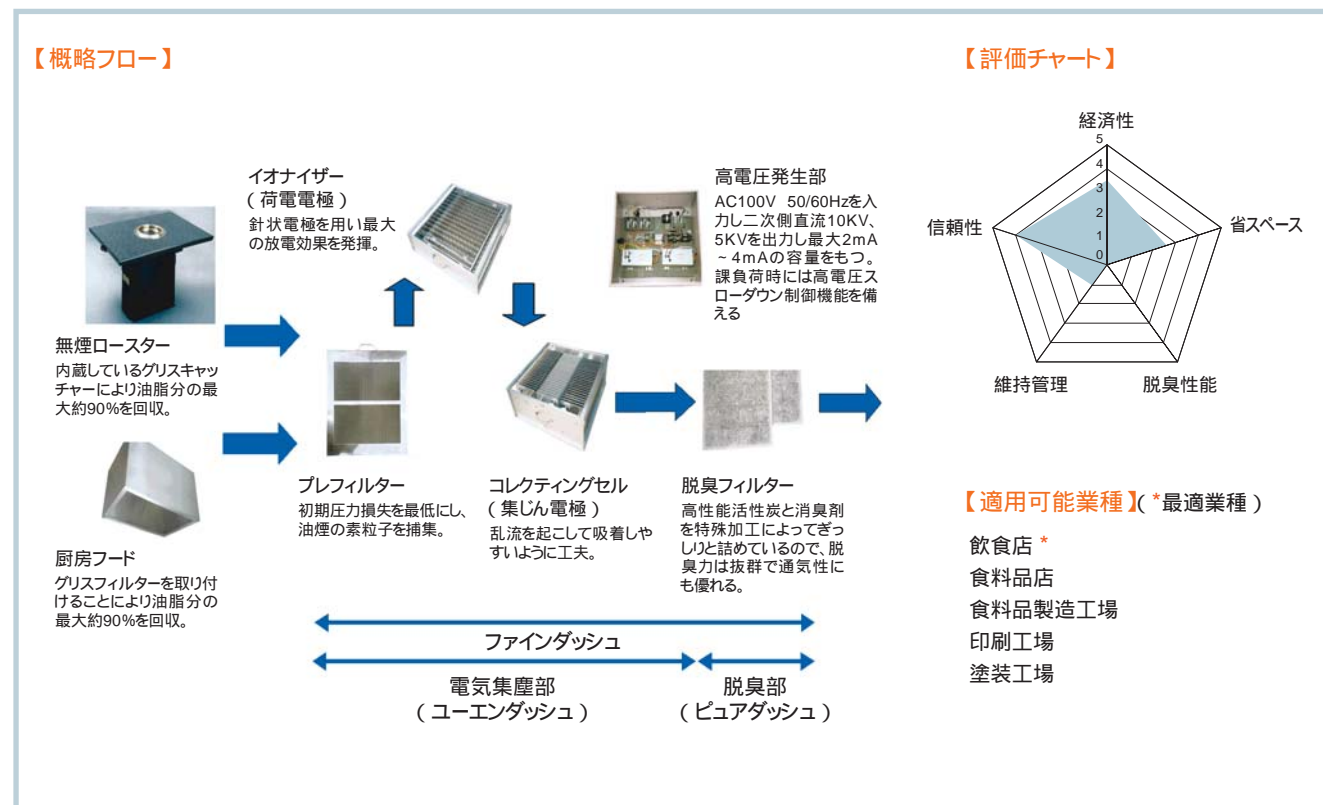 【概略フロー】
イオナイザー
(荷電電極)
針状電極を用い最大
の放電効果を発揮。
高電圧発生部
AC100V 50/60Hzを入
力し二次側直流10KV、
5KVを出力し最大2mA
~4mAの容量をもつ。
課負荷時には高電圧ス
ローダウン制御機能を備
える
無煙ロースター
内蔵しているグリスキャッ
チャーにより油脂分の最
大約90%を回収。
厨房フード
グリスフィルターを取り付
けることにより油脂分の
最大約90%を回収。
プレフィルター
初期圧力損失を最低にし、
油煙の素粒子を捕集。
コレクティングセル
(集じん電極)
乱流を起こして吸着しや
すいように工夫。
脱臭フィルター
高性能活性炭と消臭剤
を特殊加工によってぎっ
しりと詰めているので、脱
臭力は抜群で通気性に
も優れる。
ファインダッシュ
電気集塵部
(ユーエンダッシュ)
脱臭部
(ピュアダッシュ)
【評価チャート】
経済性
5
4
3
2
1
0
信頼性
省スペース
維持管理
脱臭性能
【適用可能業種】(*最適業種)
飲食店*
食料品店
食料品製造工場
印刷工場
塗装工場